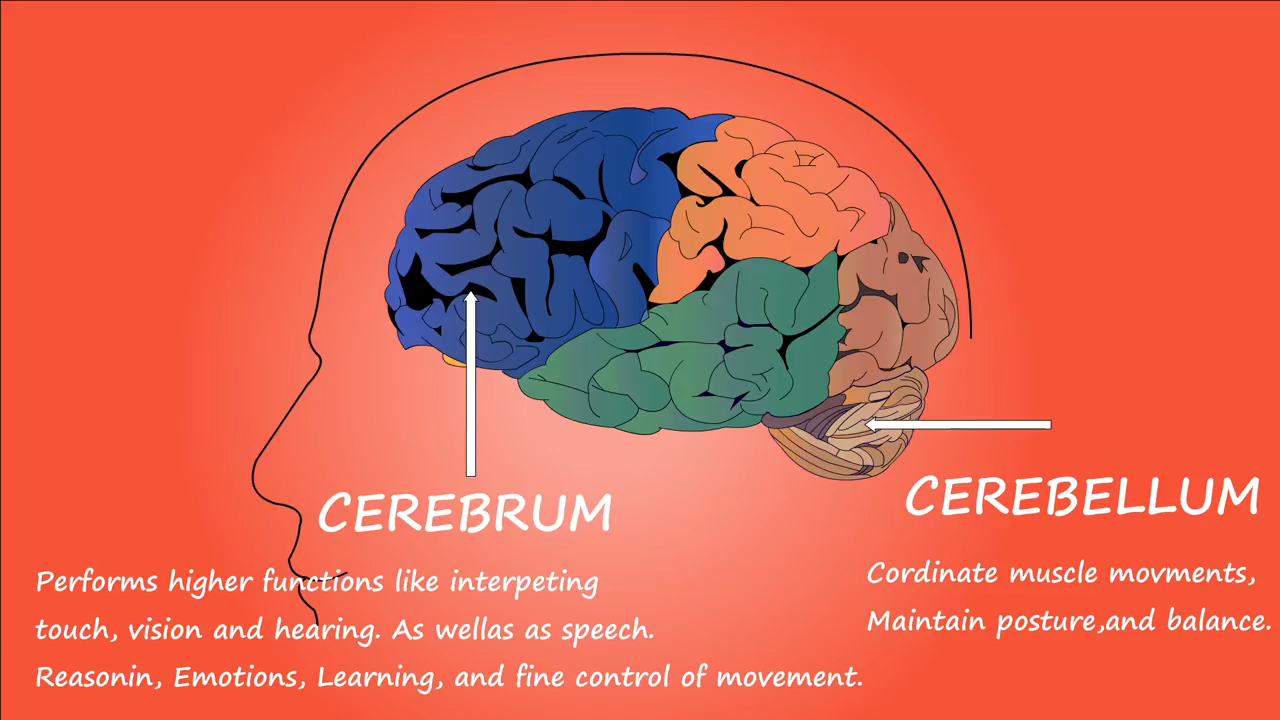 CEREBRUM
Performs higher functions like interpeting
touch, vision and hearing. As wellas as speech.
Reasonin, Emotions, Learning, and fine control of movement.
CEREBELLUM
Cordinate muscle movments,
Maintain posture,and balance.